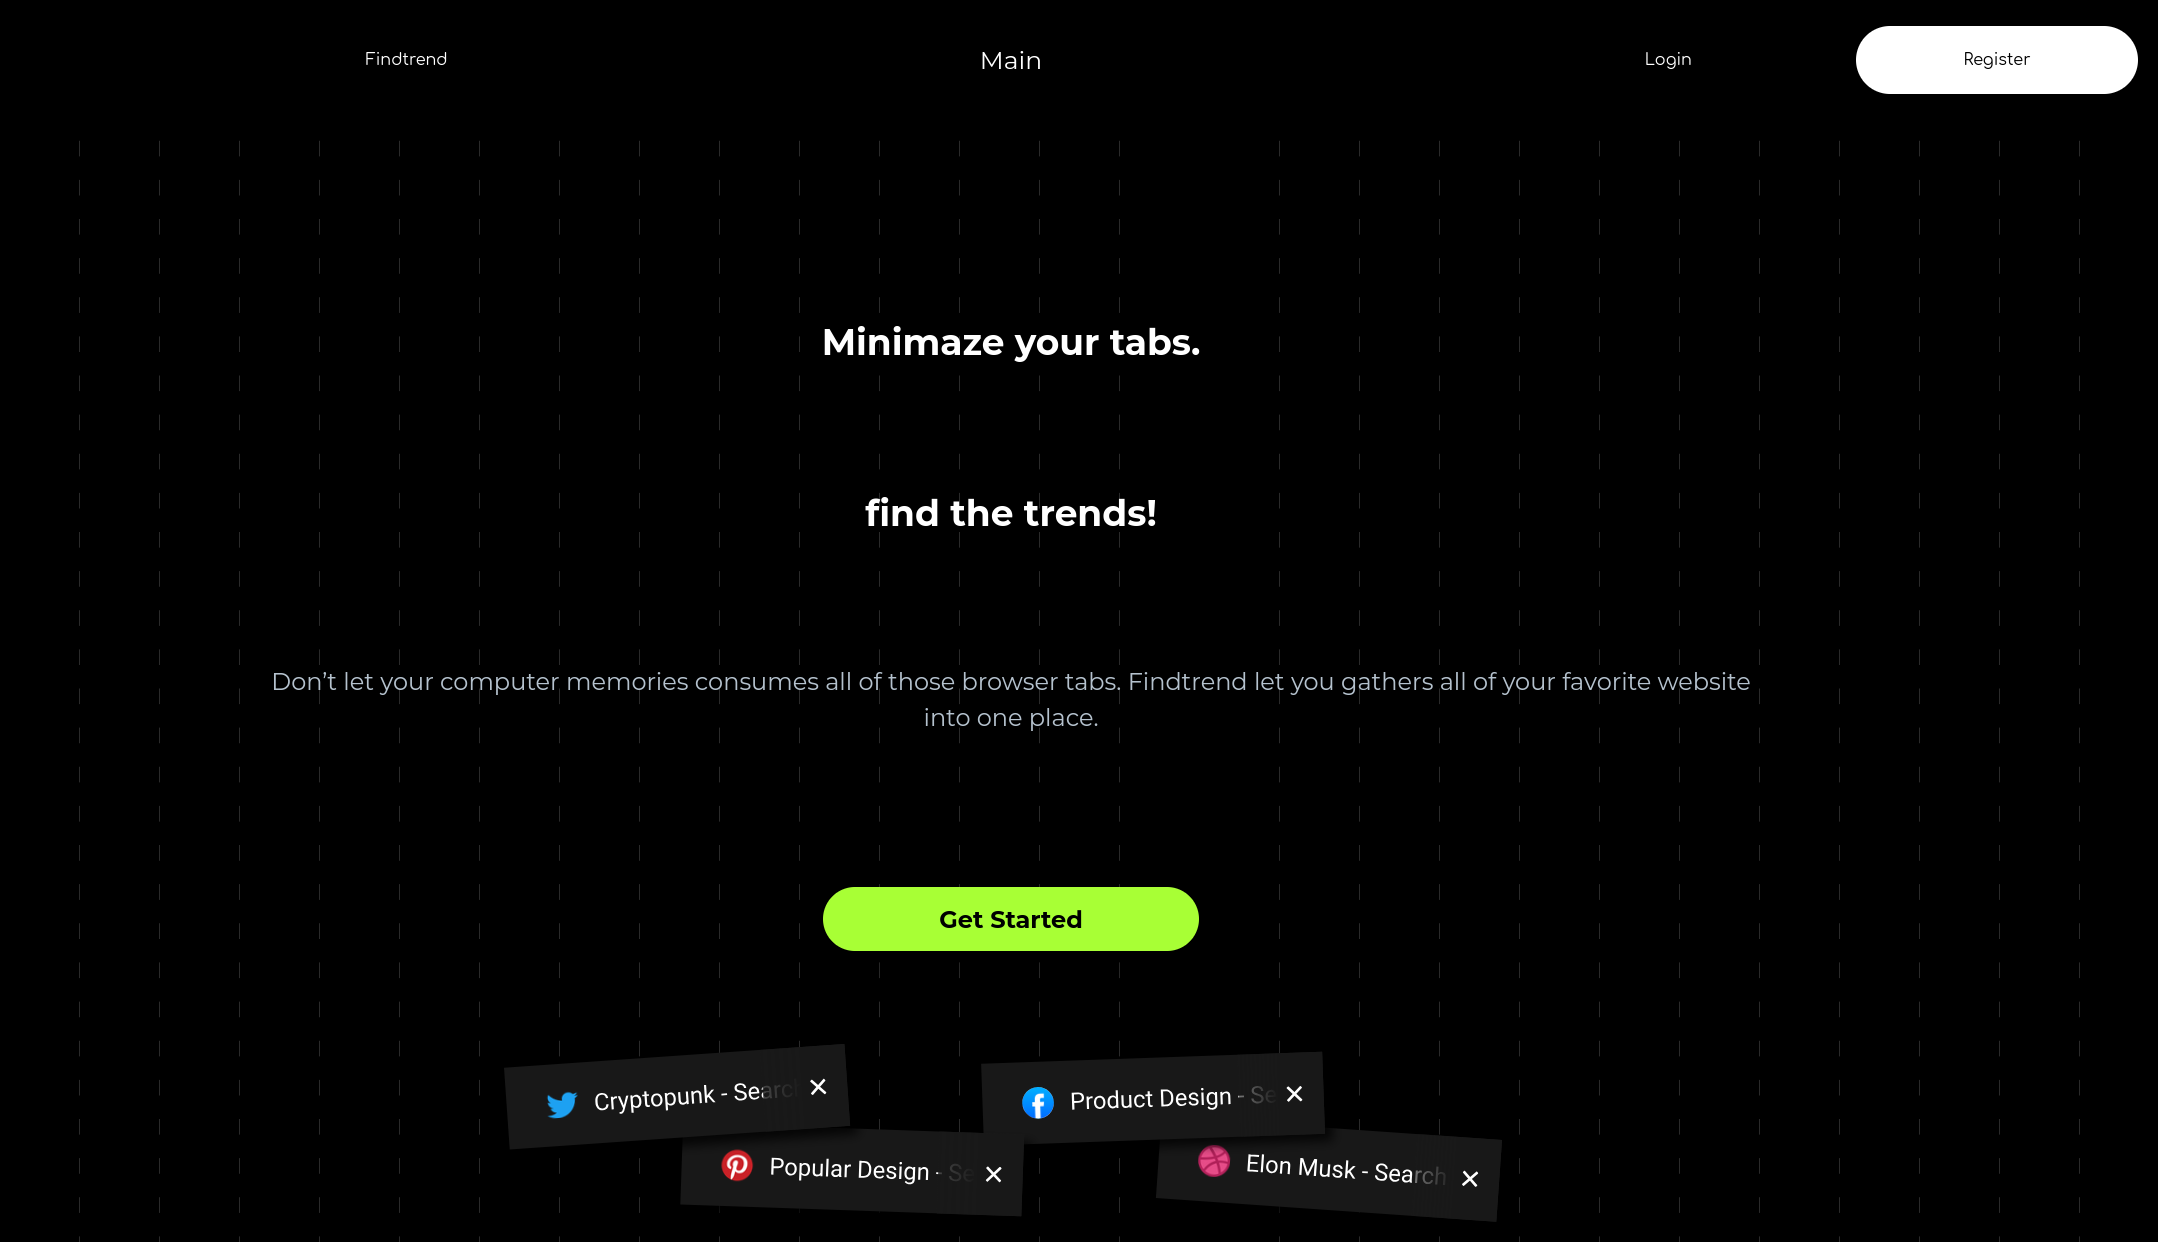 Findtrend
Main
Login
Register
Minimaze your tabs.
find the trends!
Don’t let your computer memories consumes all of those browser tabs. Findtrend let you gathers all of your favorite website
into one place.
Get Started
Cryptopunk - Search
Product Design - Se
Popular Design - Se
Elon Musk - Search